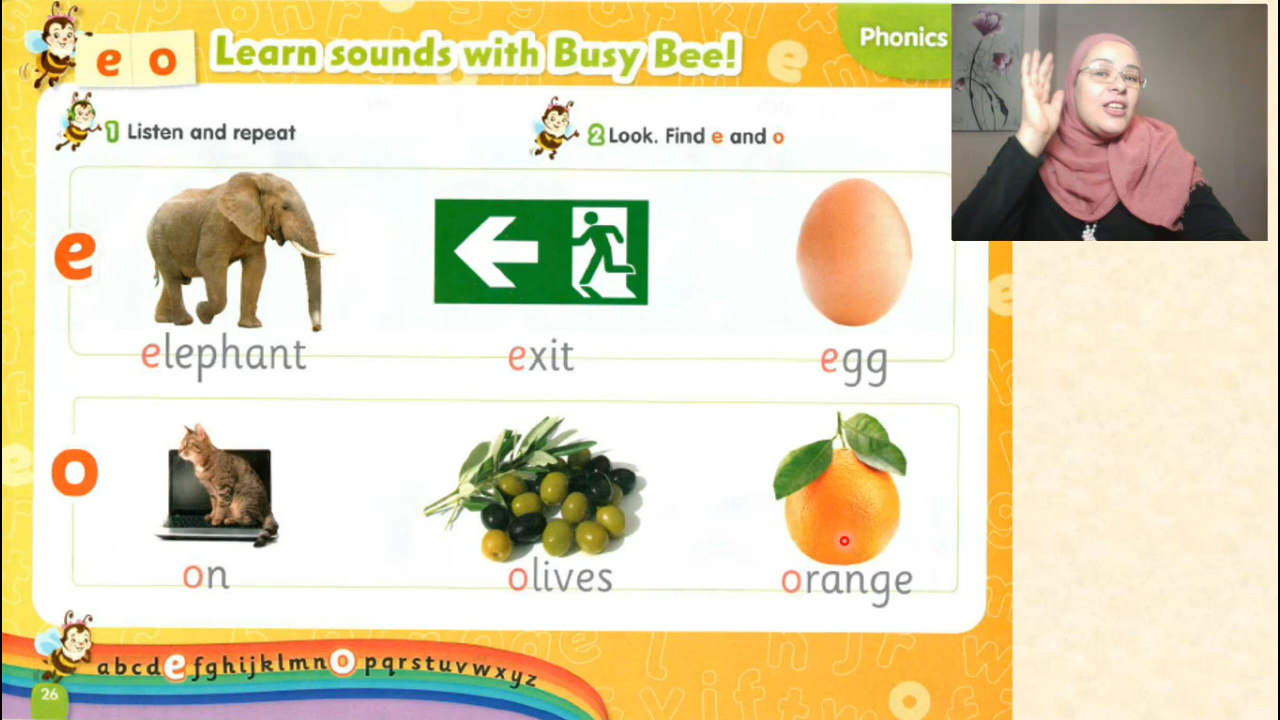 e o
Learn sounds with Busy Bee!
Phonics
1 Listen and repeat
2 Look. Find e and o
e
elephant
exit
egg
o
on
olives
orange
abcdefghijklmnopqrstuvwxyz
26